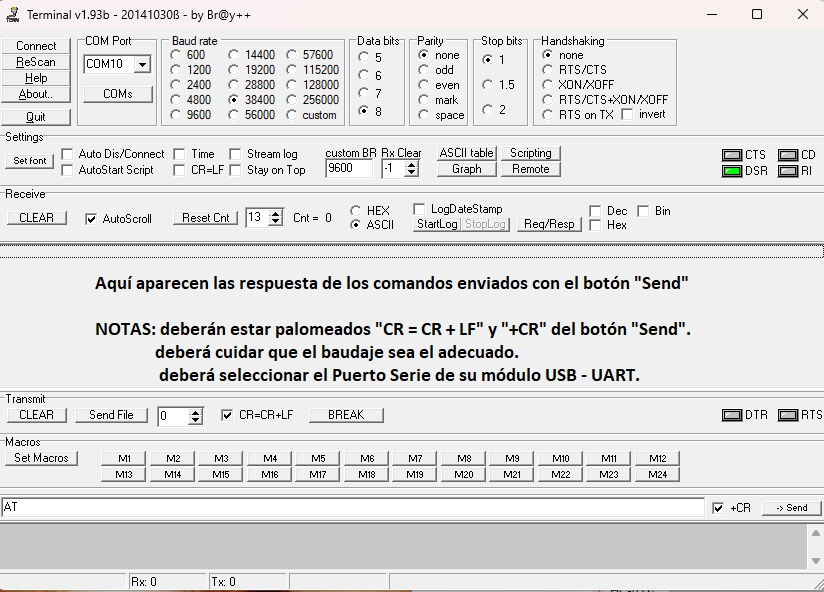 Terminal v1.93b - 20141030ß - by Br@y++
Connect
ReScan
Help
About..
Quit
COM Port
COM10
COMs
Baud rate
600 14400 57600
1200 19200 115200
2400 28800 128000
4800 38400 256000
9600 56000 custom
Data bits
5
6
7
8
Parity
none
odd
even
mark
space
Stop bits
1
1.5
2
Handshaking
none
RTS/CTS
XON/XOFF
RTS/CTS+XON/XOFF
RTS on TX invert
Settings
Set font
Auto Dis/Connect Time Stream log
AutoStart Script CR=LF Stay on Top
custom BR Rx Clear
9600 -1
ASCII table Scripting
Graph Remote
CTS CD
DSR RI
Receive
CLEAR AutoScroll Reset Cnt 13 Cnt = 0
HEX
ASCII
LogDateStamp
StartLog StopLog Req/Resp
Dec Bin
Hex
Aquí aparecen las respuesta de los comandos enviados con el botón "Send"
NOTAS: deberán estar palomeados "CR = CR + LF" y "+CR" del botón "Send".
deberá cuidar que el baudaje sea el adecuado.
deberá seleccionar el Puerto Serie de su módulo USB - UART.
Transmit
CLEAR Send File 0 CR=CR+LF BREAK DTR RTS
Macros
Set Macros
M1 M2 M3 M4 M5 M6 M7 M8 M9 M10 M11 M12
M13 M14 M15 M16 M17 M18 M19 M20 M21 M22 M23 M24
AT +CR -> Send
Rx: 0 Tx: 0